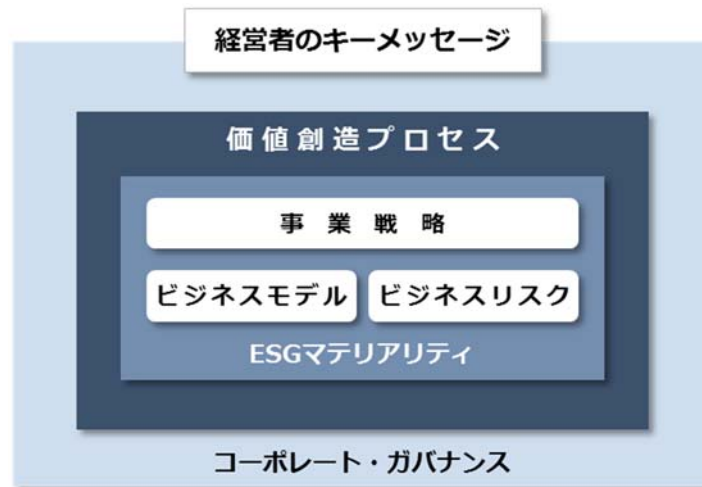 経営者のキーメッセージ
価値創造プロセス
事業戦略
ビジネスモデル
ビジネスリスク
ESGマテリアリティ
コーポレート・ガバナンス